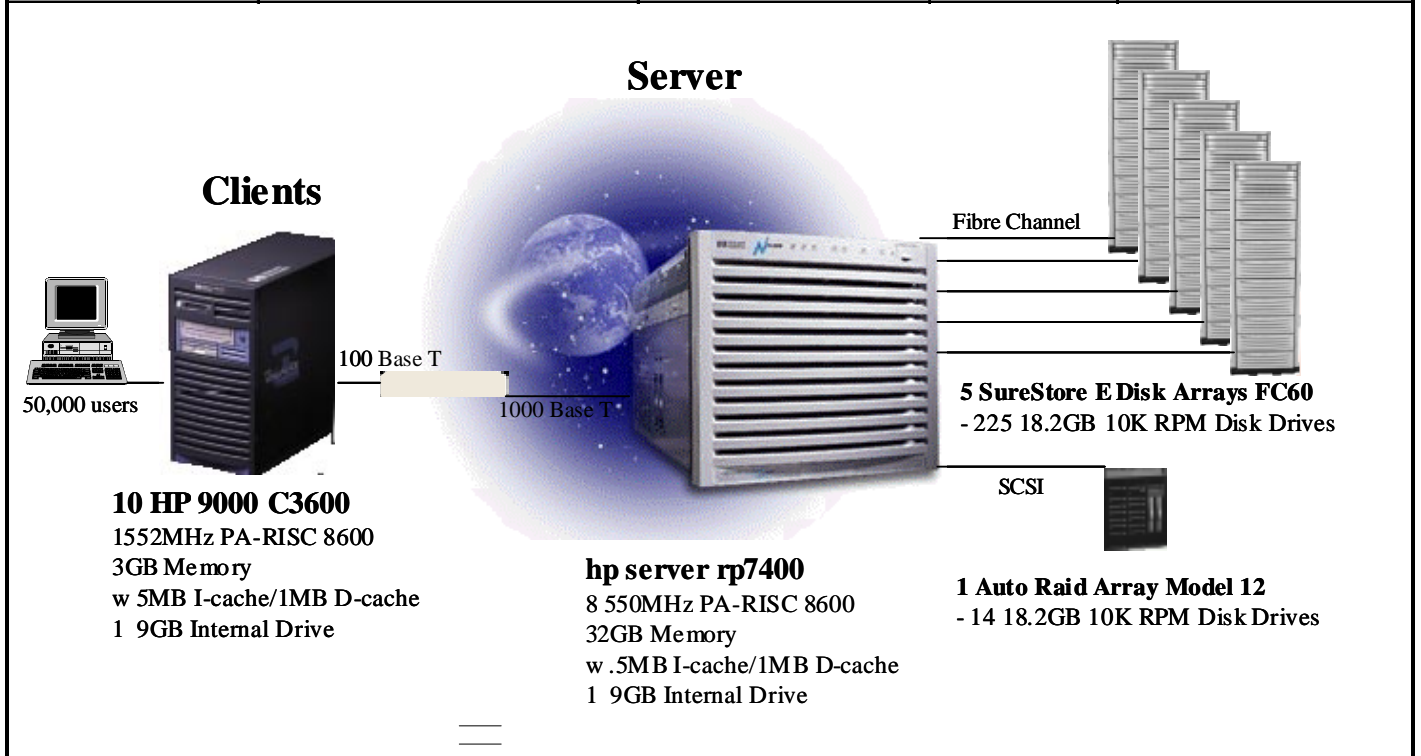 Server
Clients
Fibre Channel
100 Base T
50,000 users
1000 Base T
5 SureStore E Disk Arrays FC60
- 225 18.2GB 10K RPM Disk Drives
SCSI
10 HP 9000 C3600
1552MHz PA-RISC 8600
3GB Memory
w 5MB I-cache/1MB D-cache
1 9GB Internal Drive
hp server rp7400
8 550MHz PA-RISC 8600
32GB Memory
w .5MB I-cache/1MB D-cache
1 9GB Internal Drive
1 Auto Raid Array Model 12
- 14 18.2GB 10K RPM Disk Drives